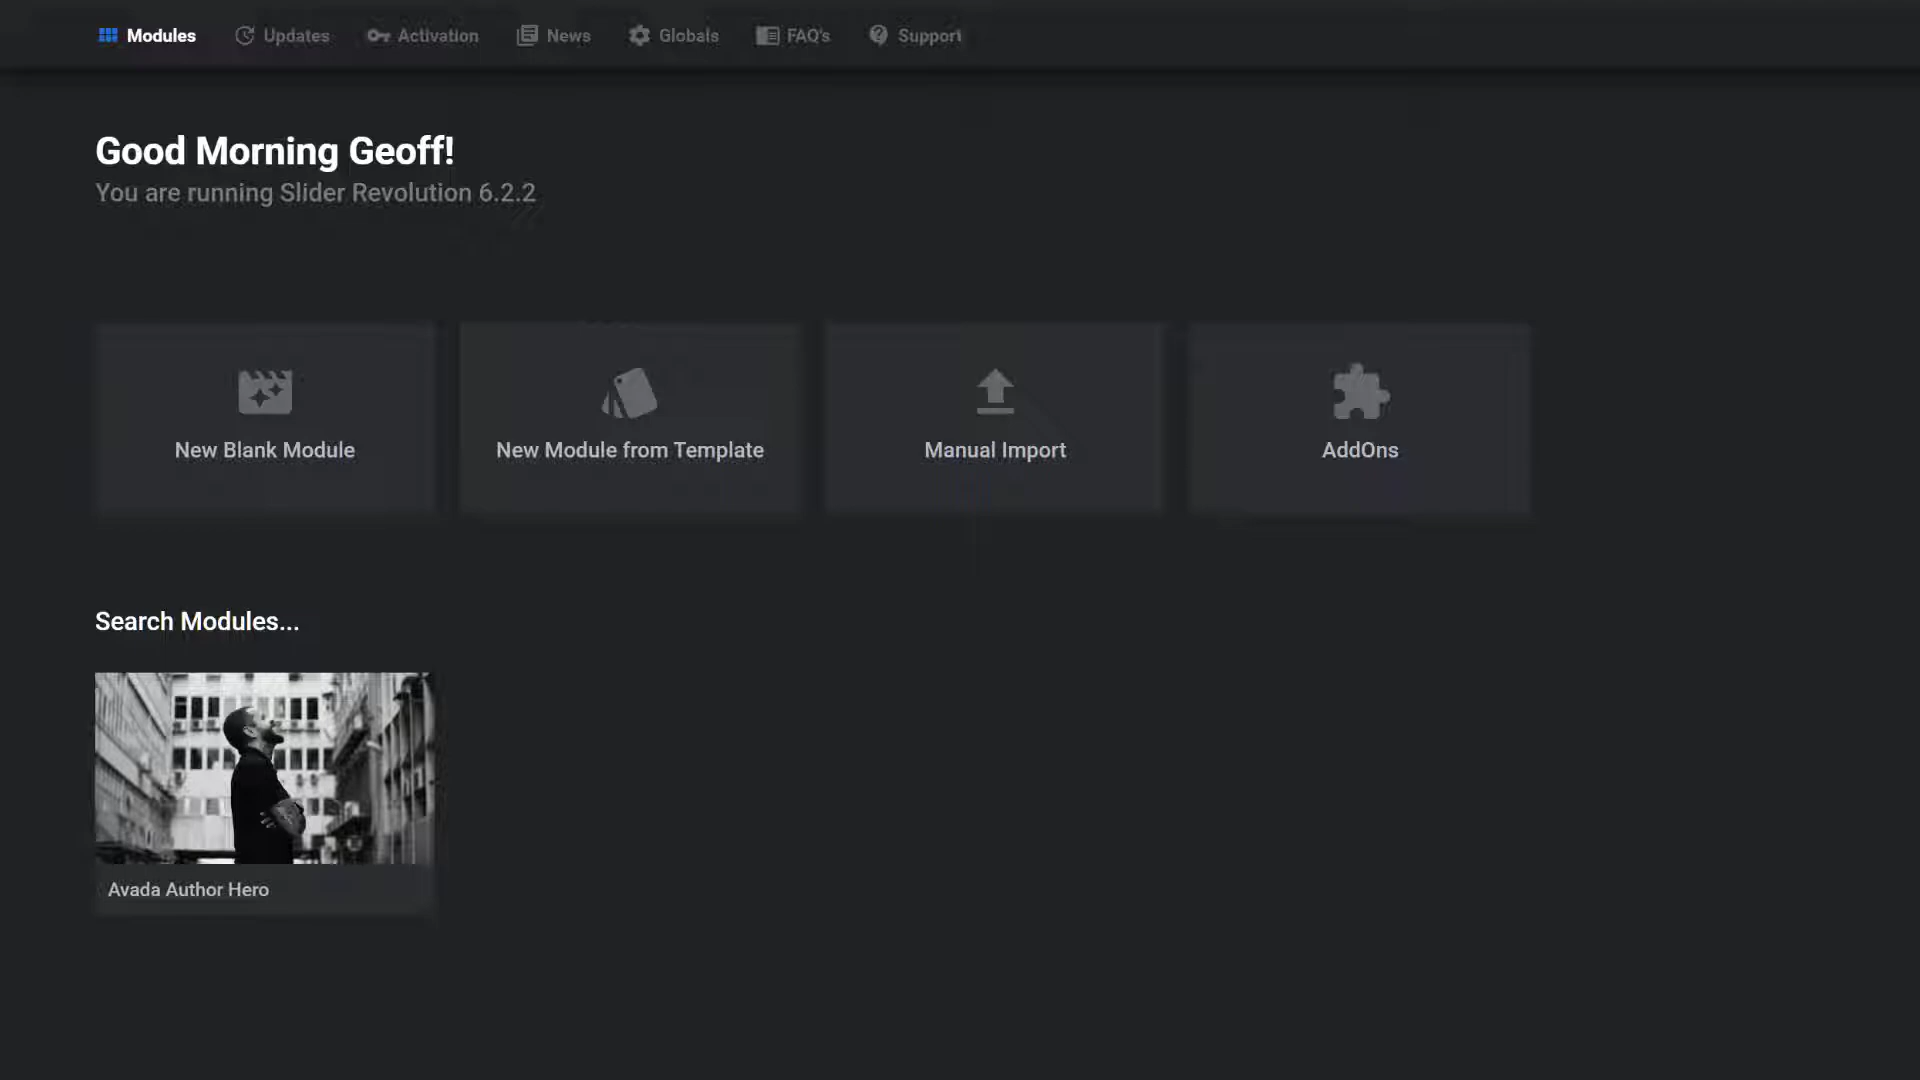 Modules Updates Activation News Globals FAQ's Support
Good Morning Geoff!
You are running Slider Revolution 6.2.2
New Blank Module
New Module from Template
Manual Import
AddOns
Search Modules...
Avada Author Hero